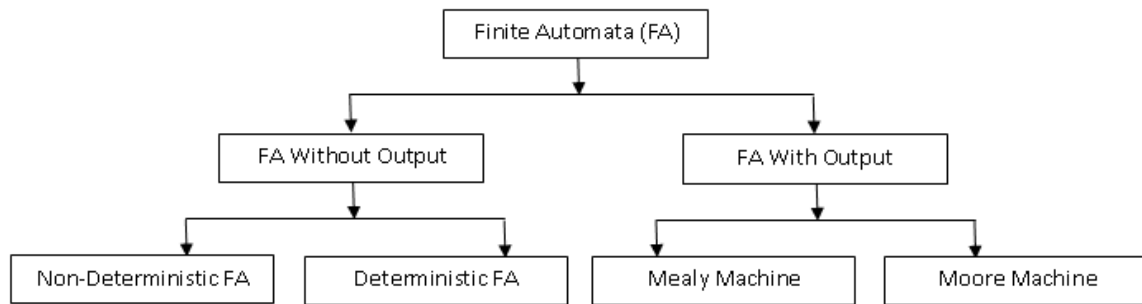 Finite Automata (FA)
FA Without Output
FA With Output
Non-Deterministic FA
Deterministic FA
Mealy Machine
Moore Machine